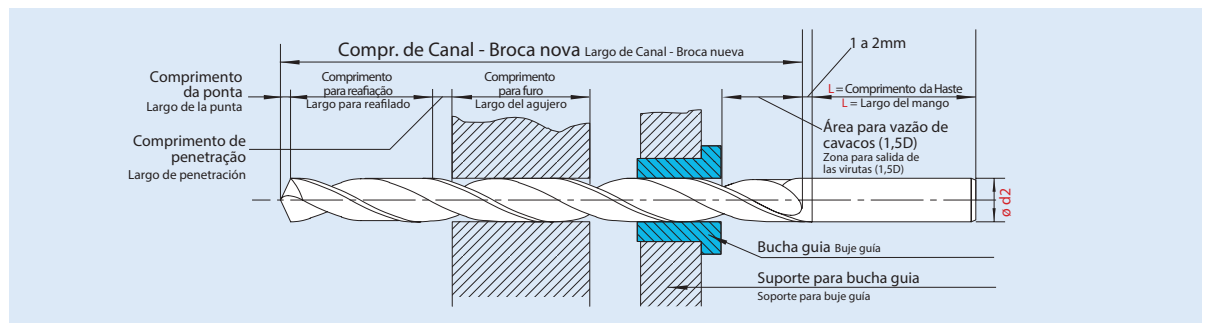 Compr. de Canal - Broca nova Largo de Canal - Broca nueva
1 a 2mm
Comprimento
da ponta
Largo de la punta
Comprimento
para reafiação
Largo para reafilado
Comprimento
para furo
Largo del agujero
L = Comprimento da Haste
L = Largo del mango
Comprimento de
penetração
Largo de penetración
Área para vazão de
cavacos (1,5D)
Zona para salida de
las virutas (1,5D)
ø d2
Bucha guia Buje guía
Suporte para bucha guia
Soporte para buje guía